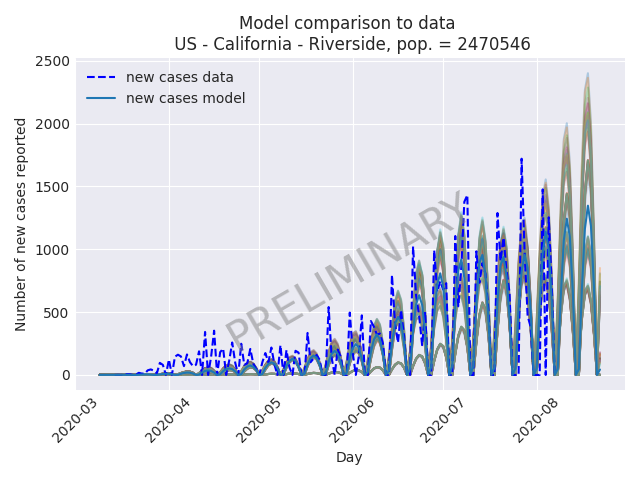 Model comparison to data
US - California - Riverside, pop. = 2470546
2500
2000
1500
1000
500
0
Number of new cases reported
new cases data
new cases model
PRELIMINARY
2020-03
2020-04
2020-05
2020-06
2020-07
2020-08
Day